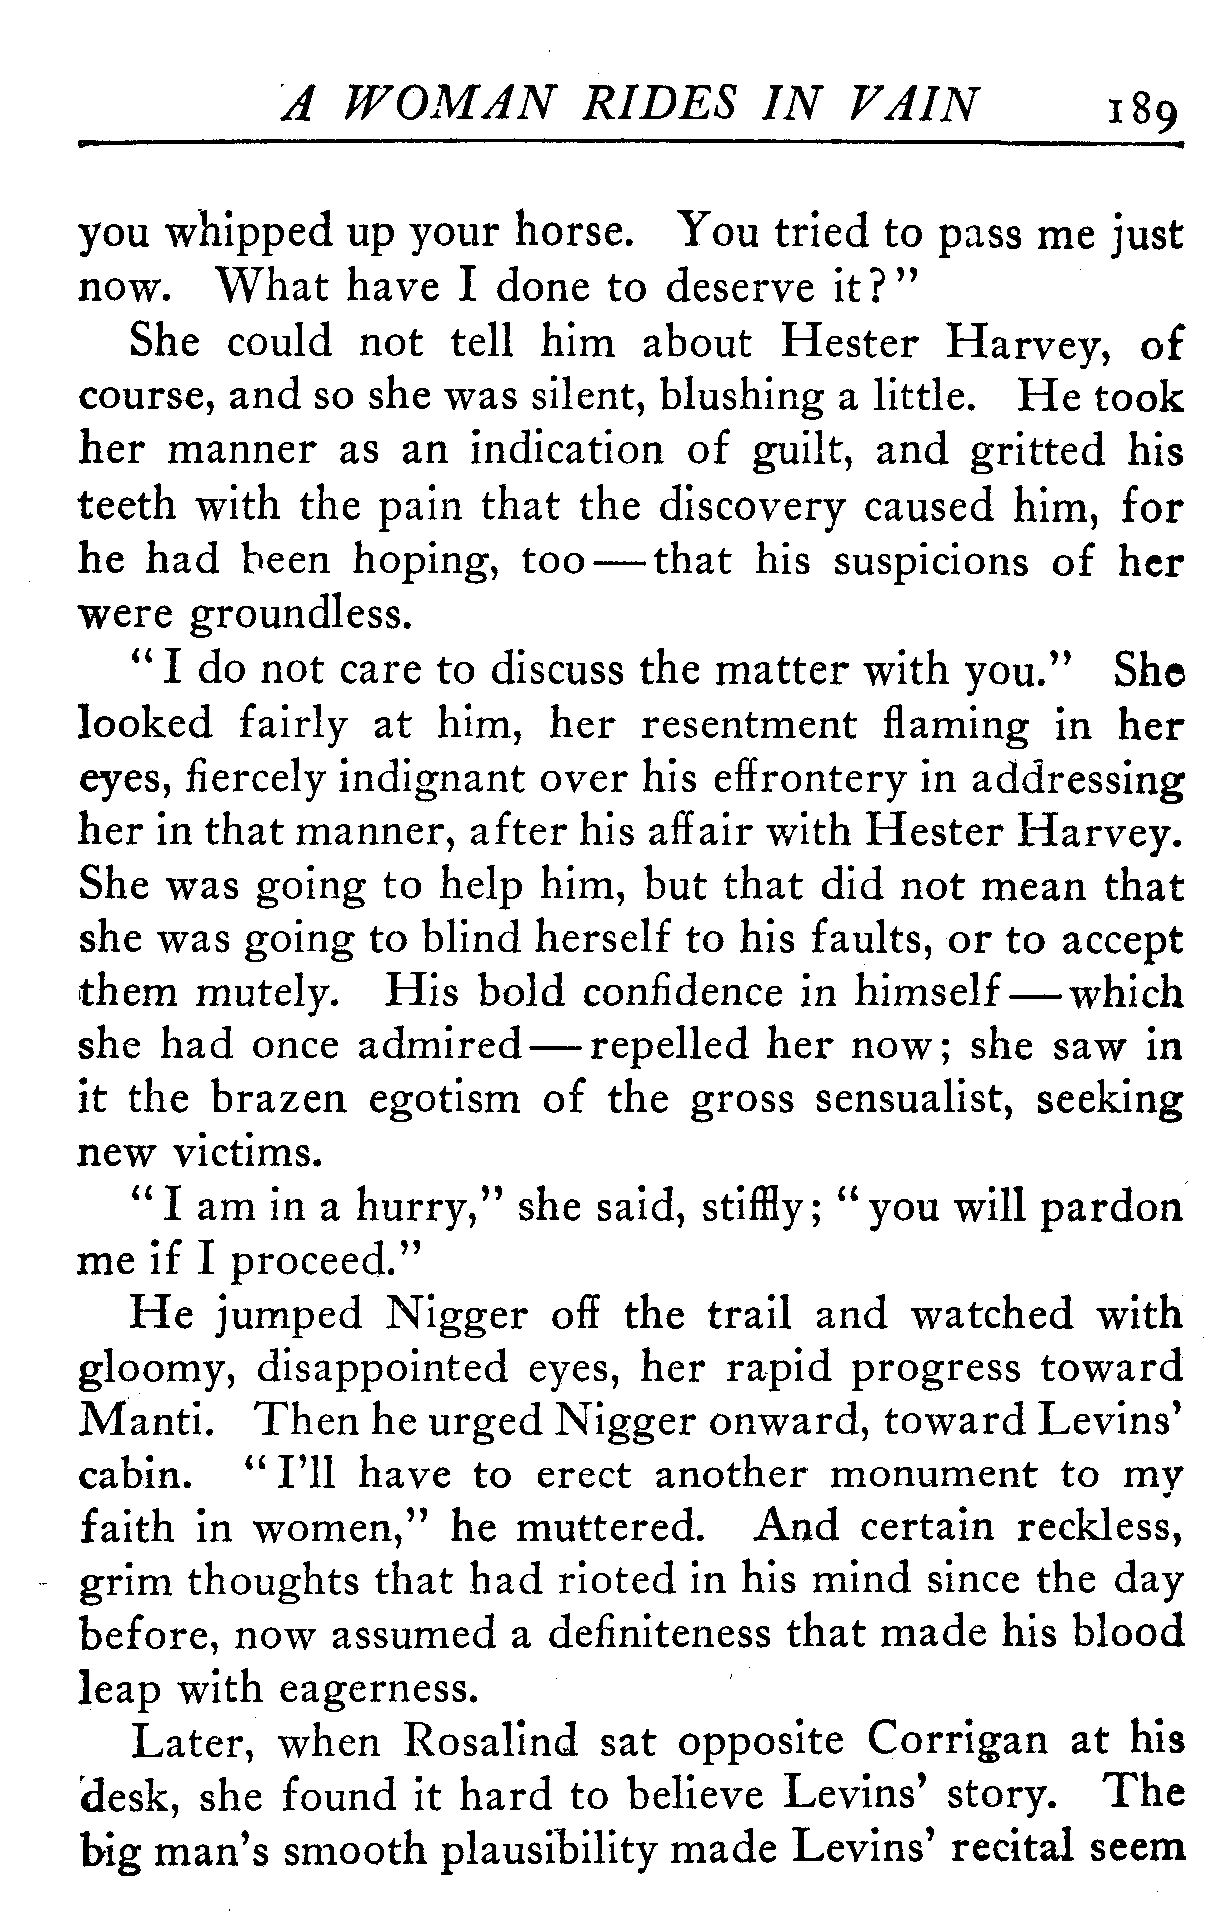 A WOMAN RIDES IN VAIN 189
you whipped up your horse. You tried to pass me just
now. What have I done to deserve it?"
She could not tell him about Hester Harvey, of
course, and so she was silent, blushing a little. He took
her manner as an indication of guilt, and gritted his
teeth with the pain that the discovery caused him, for
he had been hoping, too—that his suspicions of her
were groundless.
"I do not care to discuss the matter with you." She
looked fairly at him, her resentment flaming in her
eyes, fiercely indignant over his effrontery in addressing
her in that manner, after his affair with Hester Harvey.
She was going to help him, but that did not mean that
she was going to blind herself to his faults, or to accept
them mutely. His bold confidence in himself—which
she had once admired—repelled her now; she saw in
it the brazen egotism of the gross sensualist, seeking
new victims.
"I am in a hurry," she said, stiffly; "you will pardon
me if I proceed."
He jumped Nigger off the trail and watched with
gloomy, disappointed eyes, her rapid progress toward
Manti. Then he urged Nigger onward, toward Levins'
cabin. "I'll have to erect another monument to my
faith in women," he muttered. And certain reckless,
grim thoughts that had rioted in his mind since the day
before, now assumed a definiteness that made his blood
leap with eagerness.
Later, when Rosalind sat opposite Corrigan at his
desk, she found it hard to believe Levins' story. The
big man's smooth plausibility made Levins' recital seem